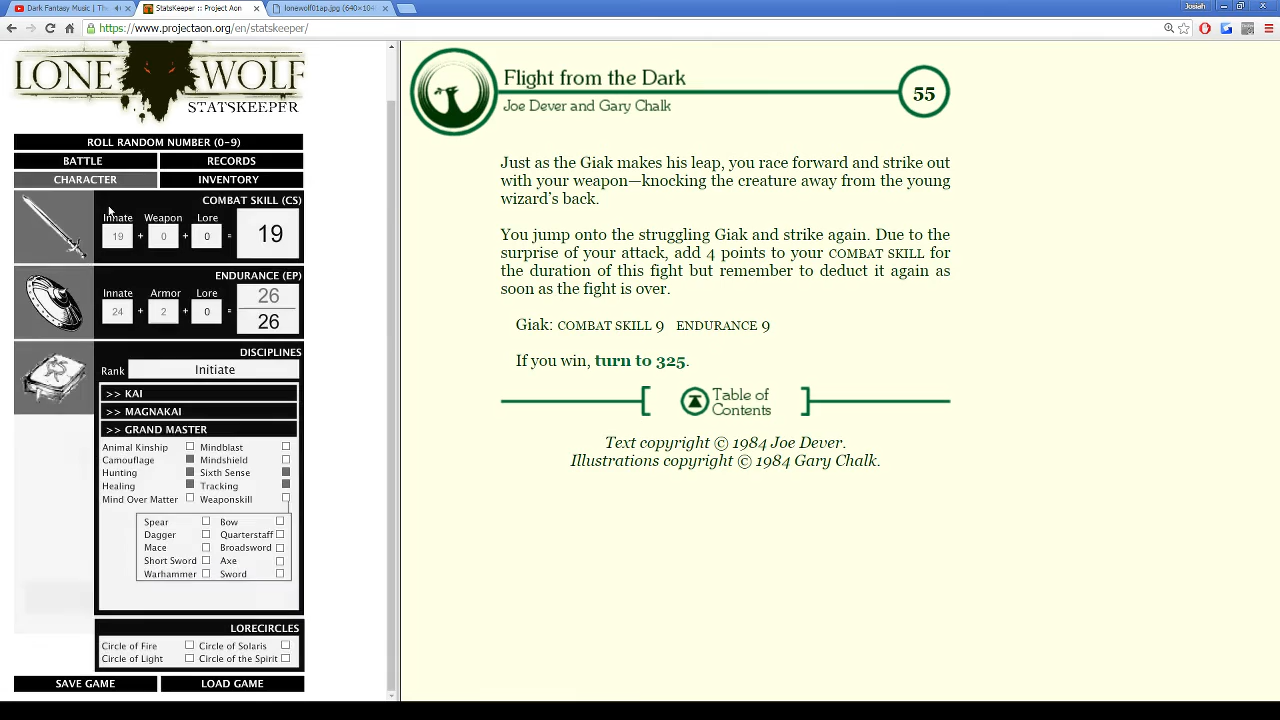 Dark Fantasy Music | Th
StatsKeeper :: Project Aon
lonewolf01ap.jpg (640×104
Josiah
https://www.projectaon.org/en/statskeeper/
LONE WOLF
STATSKEEPER
ROLL RANDOM NUMBER (0-9)
BATTLE RECORDS
CHARACTER INVENTORY
COMBAT SKILL (CS)
Innate Weapon Lore
19 + 0 + 0 = 19
ENDURANCE (EP)
Innate Armor Lore 26
24 + 2 + 0 = 26
DISCIPLINES
Rank Initiate
>> KAI
>> MAGNAKAI
>> GRAND MASTER
Animal Kinship Mindblast
Camouflage Mindshield
Hunting Sixth Sense
Healing Tracking
Mind Over Matter Weaponskill
Spear Bow
Dagger Quarterstaff
Mace Broadsword
Short Sword Axe
Warhammer Sword
LORECIRCLES
Circle of Fire Circle of Solaris
Circle of Light Circle of the Spirit
SAVE GAME LOAD GAME
Flight from the Dark
Joe Dever and Gary Chalk
55
Just as the Giak makes his leap, you race forward and strike out
with your weapon—knocking the creature away from the young
wizard's back.
You jump onto the struggling Giak and strike again. Due to the
surprise of your attack, add 4 points to your COMBAT SKILL for
the duration of this fight but remember to deduct it again as
soon as the fight is over.
Giak: COMBAT SKILL 9 ENDURANCE 9
If you win, turn to 325.
Table of
Contents
Text copyright © 1984 Joe Dever.
Illustrations copyright © 1984 Gary Chalk.